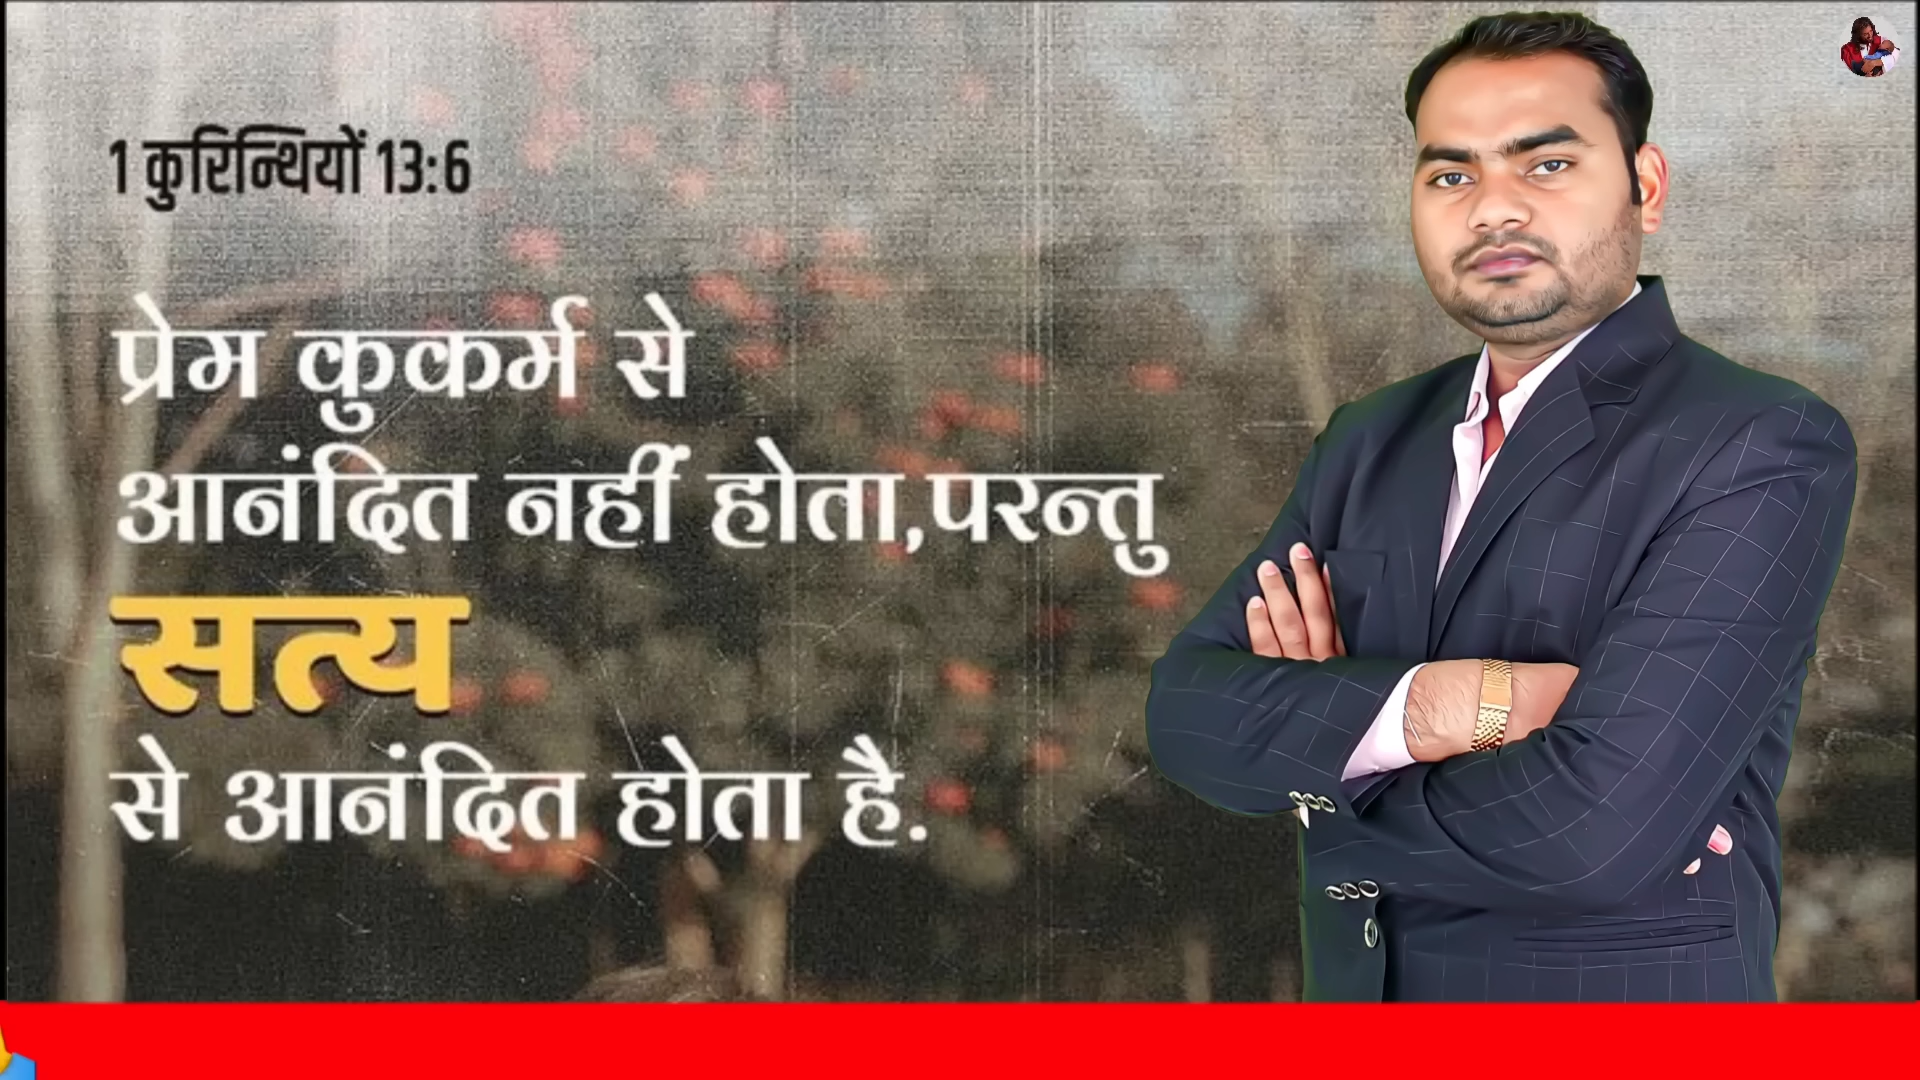 1 कुरिन्थियों 13:6
प्रेम कुकर्म से
आनंदित नहीं होता,परन्तु
सत्य
से आनंदित होता है.